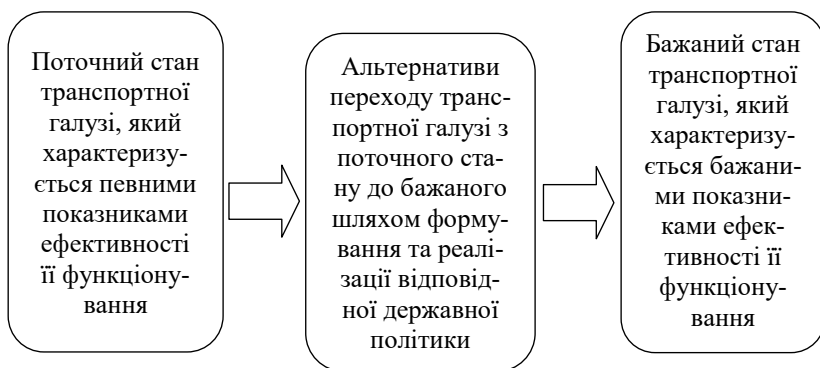 Поточний стан
транспортної
галузі, який
характеризу-
ється певними
показниками
ефективності
її функціону-
вання
Альтернативи
переходу транс-
портної галузі з
поточного ста-
ну до бажаного
шляхом форму-
вання та реалі-
зації відповід-
ної державної
політики
Бажаний стан
транспортної
галузі, який
характеризу-
ється бажани-
ми показни-
ками ефек-
тивності її
функціону-
вання